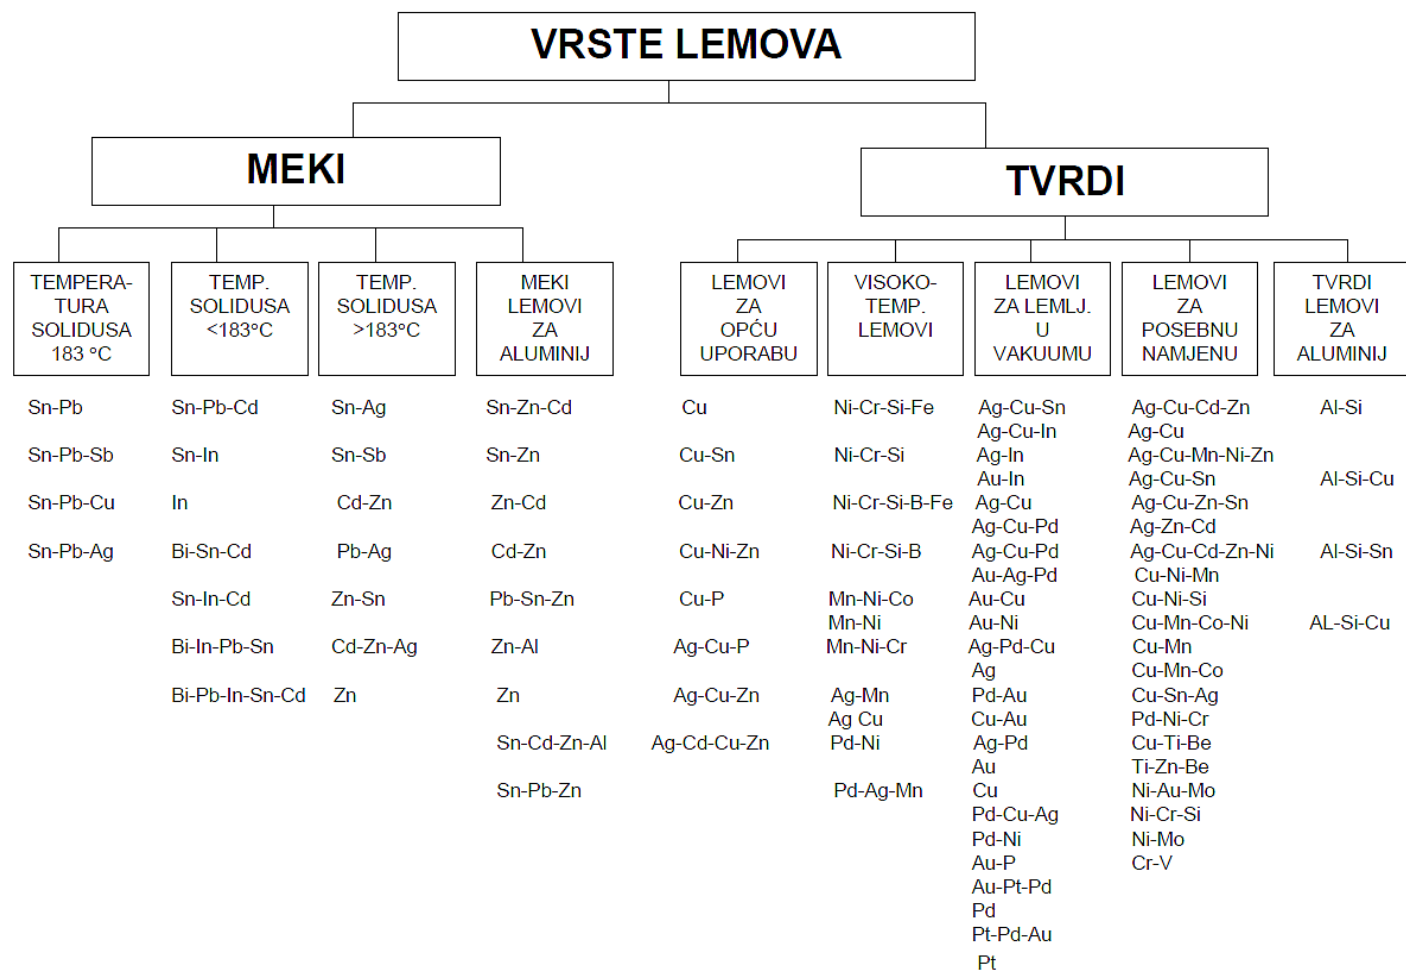 VRSTE LEMOVA
MEKI
TVRDI
TEMPERA-
TURA
SOLIDUSA
183 °C
TEMP.
SOLIDUSA
<183°C
TEMP.
SOLIDUSA
>183°C
MEKI
LEMOVI
ZA
ALUMINIJ
LEMOVI
ZA
OPĆU
UPORABU
VISOKO-
TEMP.
LEMOVI
LEMOVI
ZA LEMLJ.
U
VAKUUMU
LEMOVI
ZA
POSEBNU
NAMJENU
TVRDI
LEMOVI
ZA
ALUMINIJ
Sn-Pb
Sn-Pb-Sb
Sn-Pb-Cu
Sn-Pb-Ag
Sn-Pb-Cd
Sn-In
In
Bi-Sn-Cd
Sn-In-Cd
Bi-In-Pb-Sn
Bi-Pb-In-Sn-Cd
Sn-Ag
Sn-Sb
Cd-Zn
Pb-Ag
Zn-Sn
Cd-Zn-Ag
Zn
Sn-Zn-Cd
Sn-Zn
Zn-Cd
Cd-Zn
Pb-Sn-Zn
Zn-Al
Zn
Sn-Cd-Zn-Al
Sn-Pb-Zn
Cu
Cu-Sn
Cu-Zn
Cu-Ni-Zn
Cu-P
Ag-Cu-P
Ag-Cu-Zn
Ag-Cd-Cu-Zn
Ni-Cr-Si-Fe
Ni-Cr-Si
Ni-Cr-Si-B-Fe
Ni-Cr-Si-B
Mn-Ni-Co
Mn-Ni
Mn-Ni-Cr
Ag-Mn
Ag Cu
Pd-Ni
Pd-Ag-Mn
Ag-Cu-Sn
Ag-Cu-In
Ag-In
Au-In
Ag-Cu
Ag-Cu-Pd
Ag-Cu-Pd
Au-Ag-Pd
Au-Cu
Au-Ni
Ag-Pd-Cu
Ag
Pd-Au
Cu-Au
Ag-Pd
Au
Cu
Pd-Cu-Ag
Pd-Ni
Au-P
Au-Pt-Pd
Pd
Pt-Pd-Au
Pt
Ag-Cu-Cd-Zn
Ag-Cu
Ag-Cu-Mn-Ni-Zn
Ag-Cu-Sn
Ag-Cu-Zn-Sn
Ag-Zn-Cd
Ag-Cu-Cd-Zn-Ni
Cu-Ni-Mn
Cu-Ni-Si
Cu-Mn-Co-Ni
Cu-Mn
Cu-Mn-Co
Cu-Sn-Ag
Pd-Ni-Cr
Cu-Ti-Be
Ti-Zn-Be
Ni-Au-Mo
Ni-Cr-Si
Ni-Mo
Cr-V
Al-Si
Al-Si-Cu
Al-Si-Sn
AL-Si-Cu